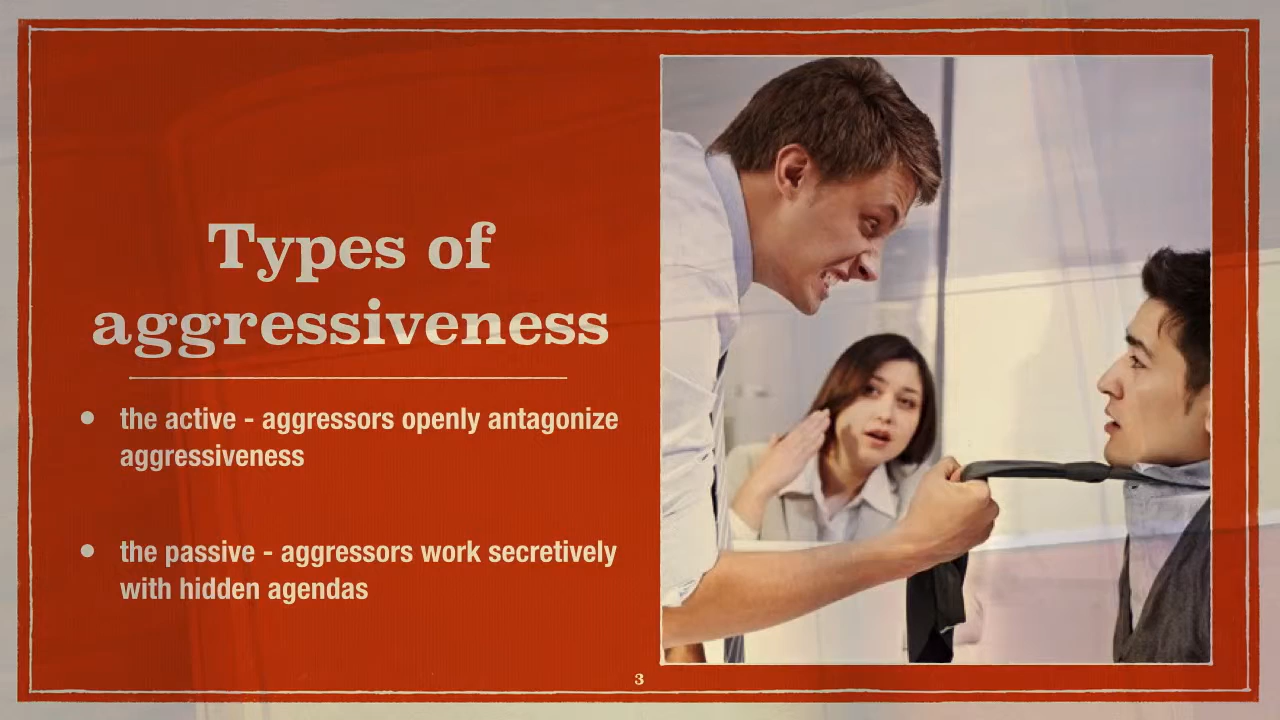 Types of
aggressiveness
the active - aggressors openly antagonize
aggressiveness
the passive - aggressors work secretively
with hidden agendas
3